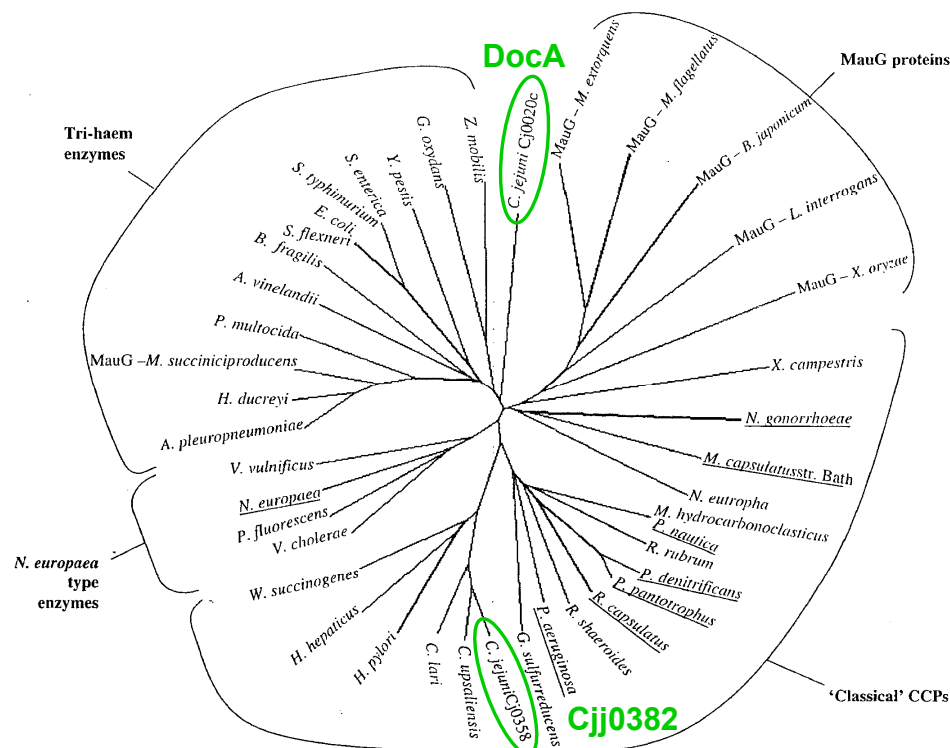 DocA
MauG proteins
Tri-haem
enzymes
Z. mobilis
G. oxydans
Y. pestis
S. enterica
S. typhimurium
E. coli
S. flexneri
B. fragilis
A. vinelandii
P. multocida
MauG –M. succiniciproducens
H. ducreyi
A. pleuropneumoniae
C. jejuni Cj0020c
MauG – M. extorquens
MauG – M. flagellatus
MauG – B. japonicum
MauG – L. interrogans
MauG – X. oryzae
X. campestris
N. gonorrhoeae
M. capsulatusstr. Bath
N. eutropha
M. hydrocarbonoclasticus
P. nautica
R. rubrum
P. denitrificans
P. pantotrophus
R. capsulatus
R. shaeroides
P. aeruginosa
G. sulfurreducens
C. jejuniCj0358
C. upsaliensis
C. lari
H. pylori
H. hepaticus
W. succinogenes
V. cholerae
P. fluorescens
N. europaea
V. vulnificus
N. europaea
type
enzymes
'Classical' CCPs
Cjj0382